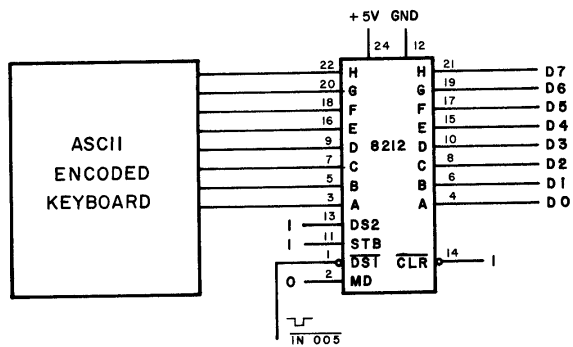 +5V GND
24 12
22 H H 21 D7
20 G G 19 D6
18 F F 17 D5
16 E E 15 D4
ASCII ENCODED KEYBOARD
9 D 8212 D 10 D3
7 C C 8 D2
5 B B 6 D1
3 A A 4 D0
1 13 DS2
1 11 STB
1 DS1 CLR 14 1
0 2 MD
IN 005